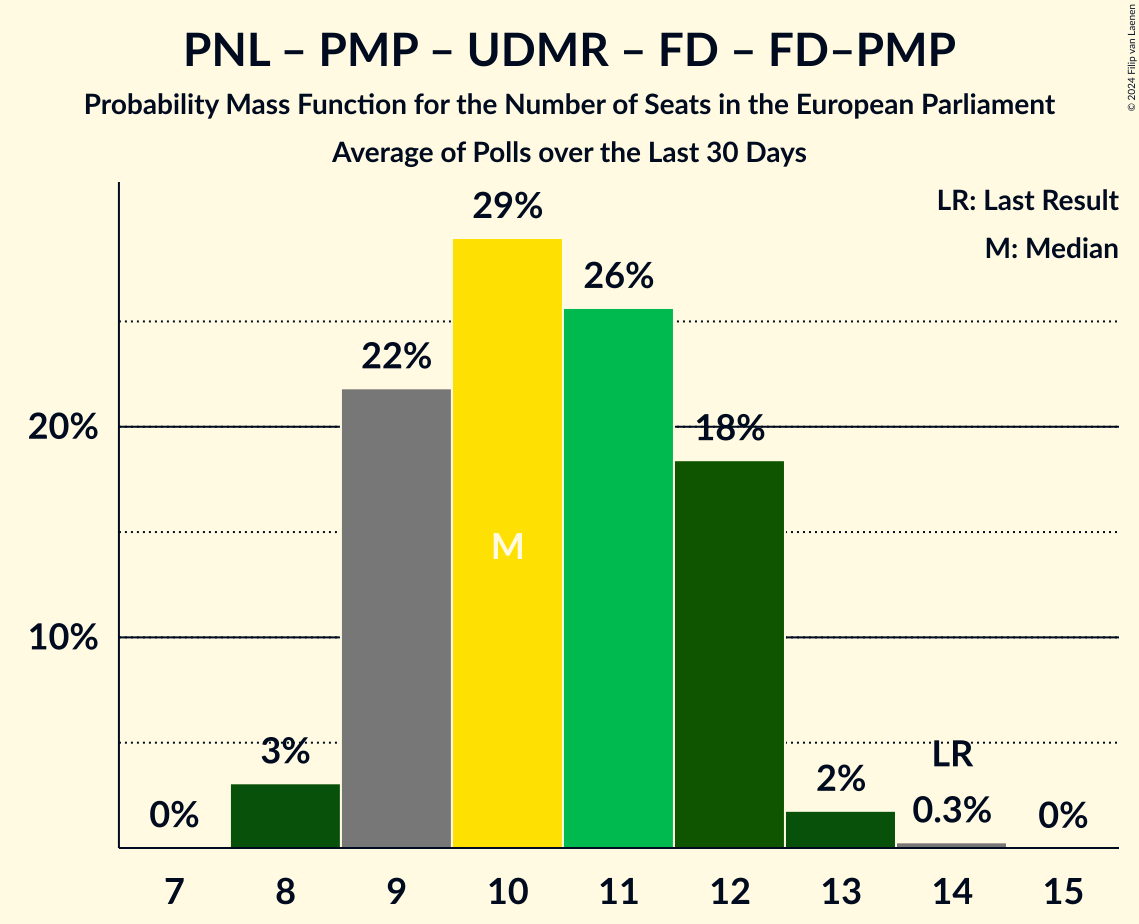 PNL – PMP – UDMR – FD – FD–PMP
Probability Mass Function for the Number of Seats in the European Parliament
Average of Polls over the Last 30 Days
© 2024 Filip van Laenen
LR: Last Result
M: Median
29%
26%
22%
20%
18%
M
10%
3%
LR
2%
0%
0.3%
0%
7 8 9 10 11 12 13 14 15